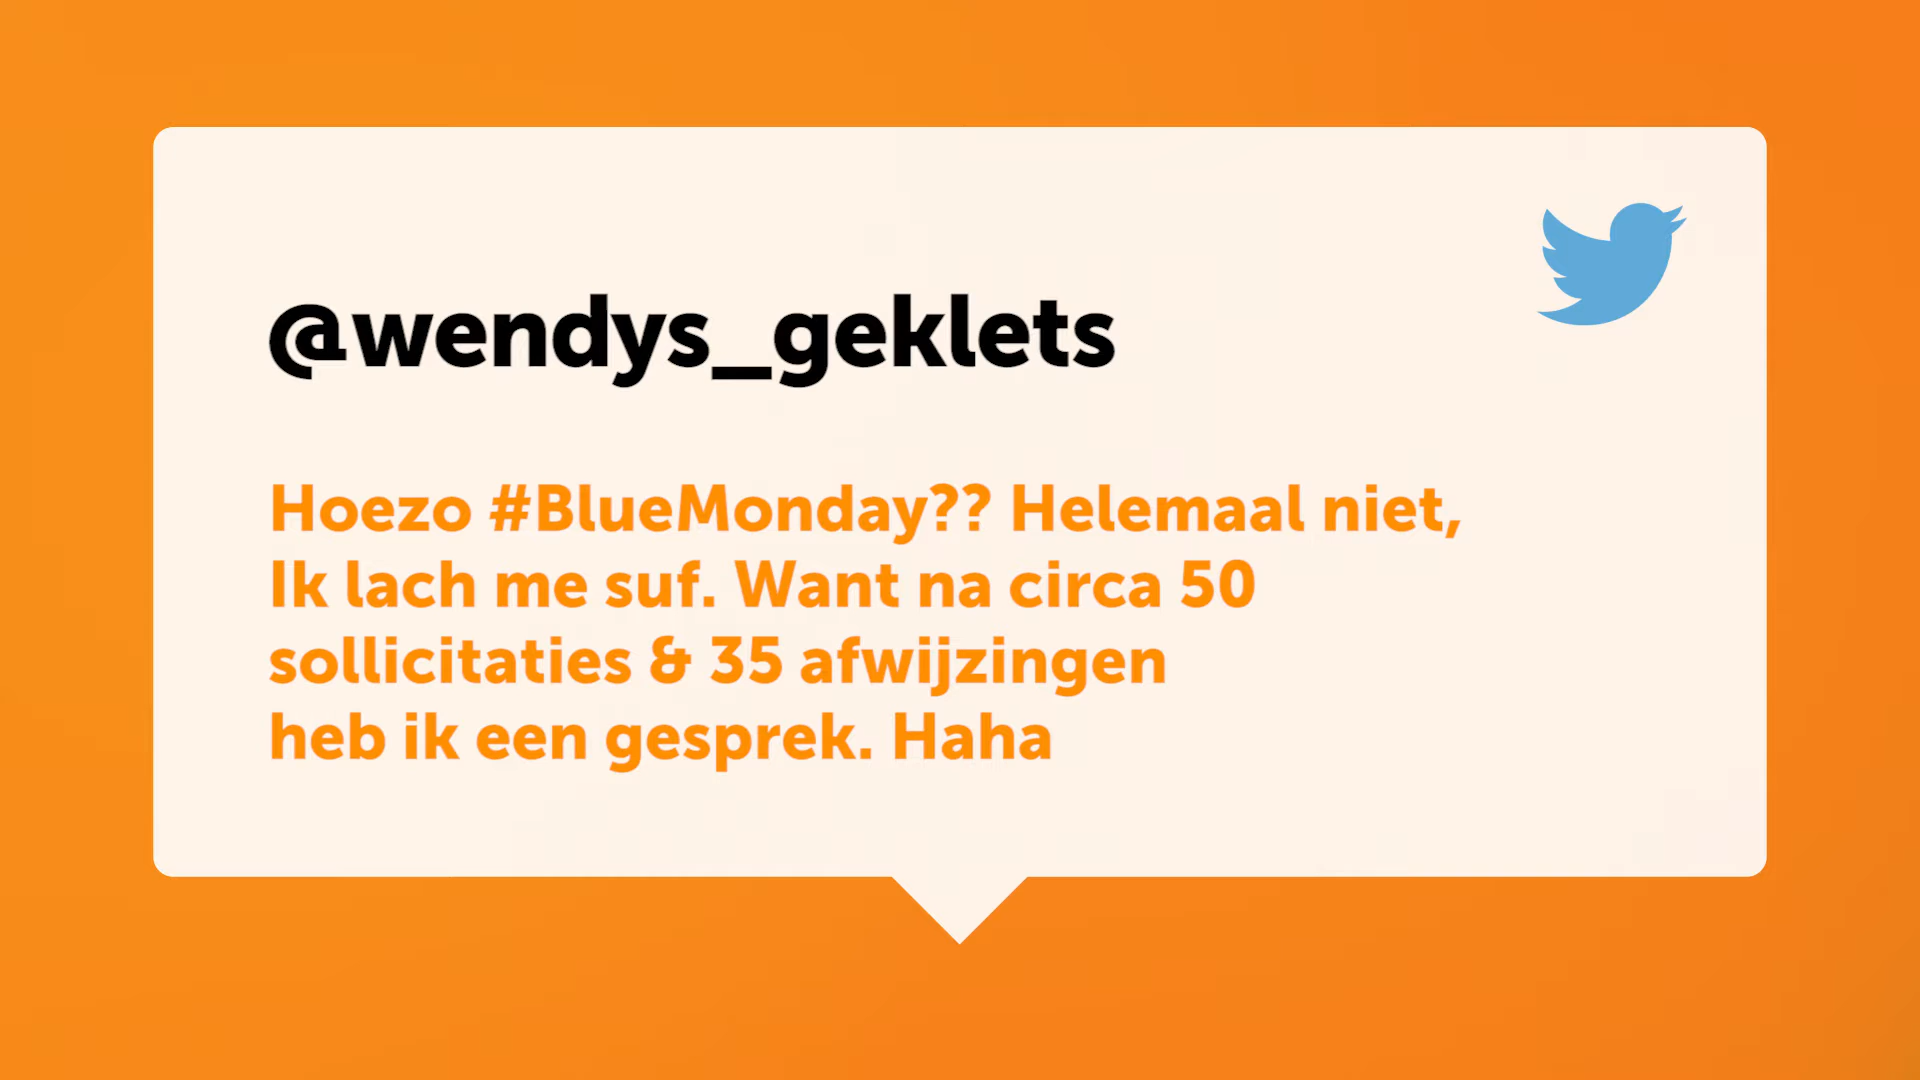 @wendys_geklets
Hoezo #BlueMonday?? Helemaal niet,
Ik lach me suf. Want na circa 50
sollicitaties & 35 afwijzingen
heb ik een gesprek. Haha